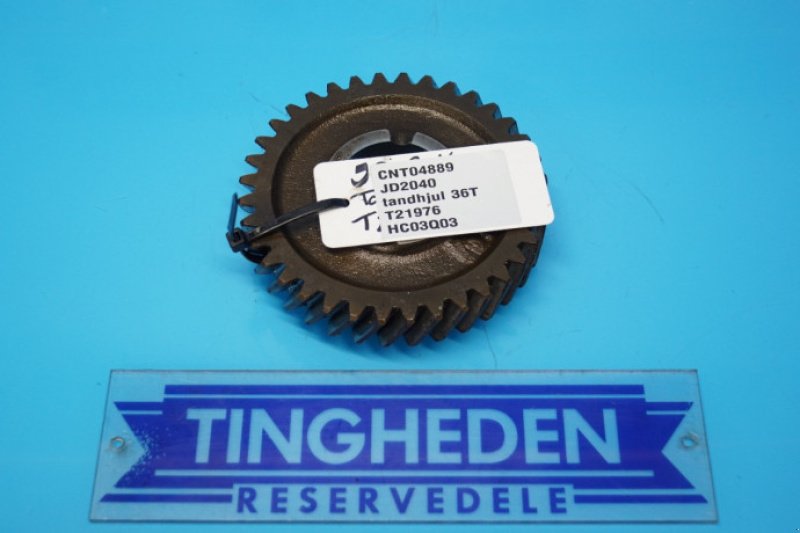 CNT04889
JD2040
tandhjul 36T
T21976
HC03Q03
TINGHEDEN
RESERVEDELE